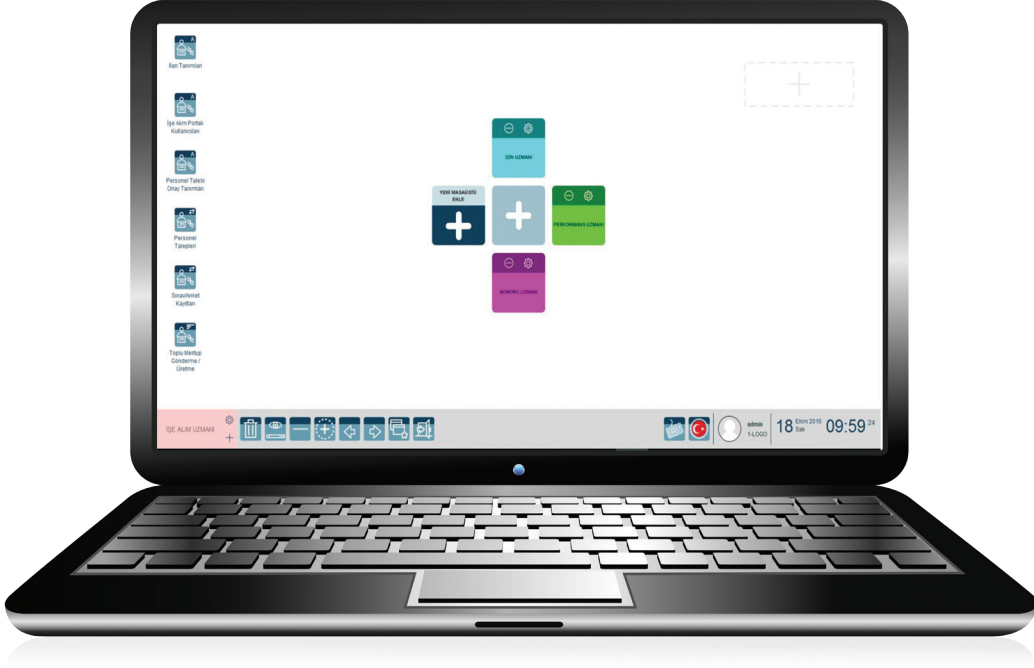 İlan Tanımları
İşe Alım Portalı
Kullanıcıları
Personel Talebi
Onay Tanımları
Personel
Talepleri
Sınav/Anket
Kayıtları
Toplu Mektup
Gönderme /
Üretme
İZİN UZMANI
YENİ MASAÜSTÜ
EKLE
PERFORMANS UZMANI
BORDRO UZMANI
İŞE ALIM UZMANI
admin
1-LOGO
18 Ekim 2016
Salı
09:59 24